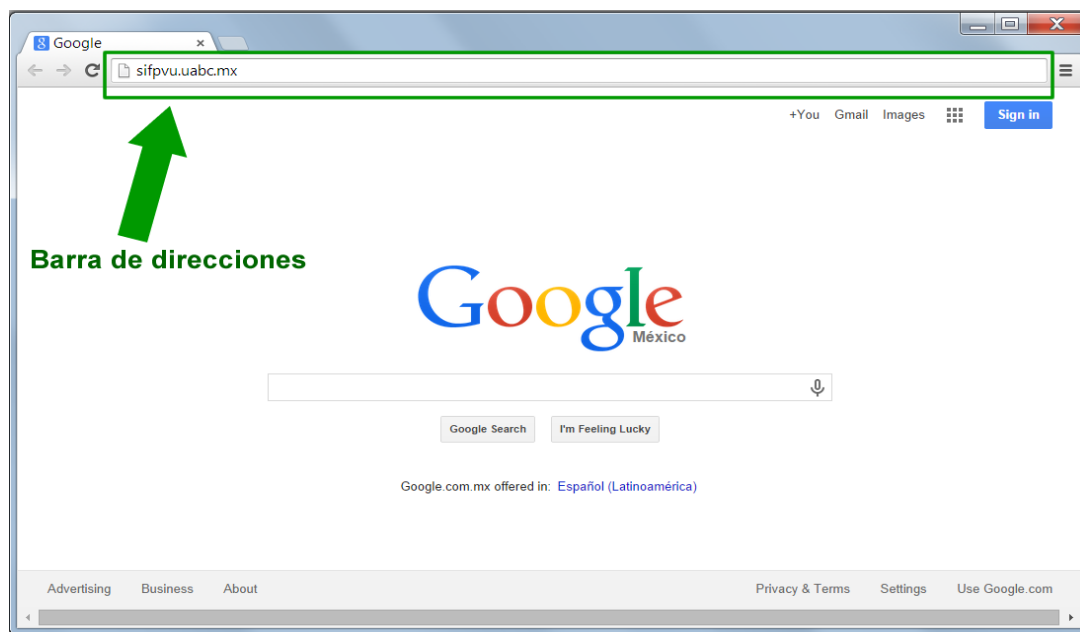 Google
sifpvu.uabc.mx
+You Gmail Images Sign in
Barra de direcciones
Google
México
Google Search I'm Feeling Lucky
Google.com.mx offered in: Español (Latinoamérica)
Advertising Business About Privacy & Terms Settings Use Google.com